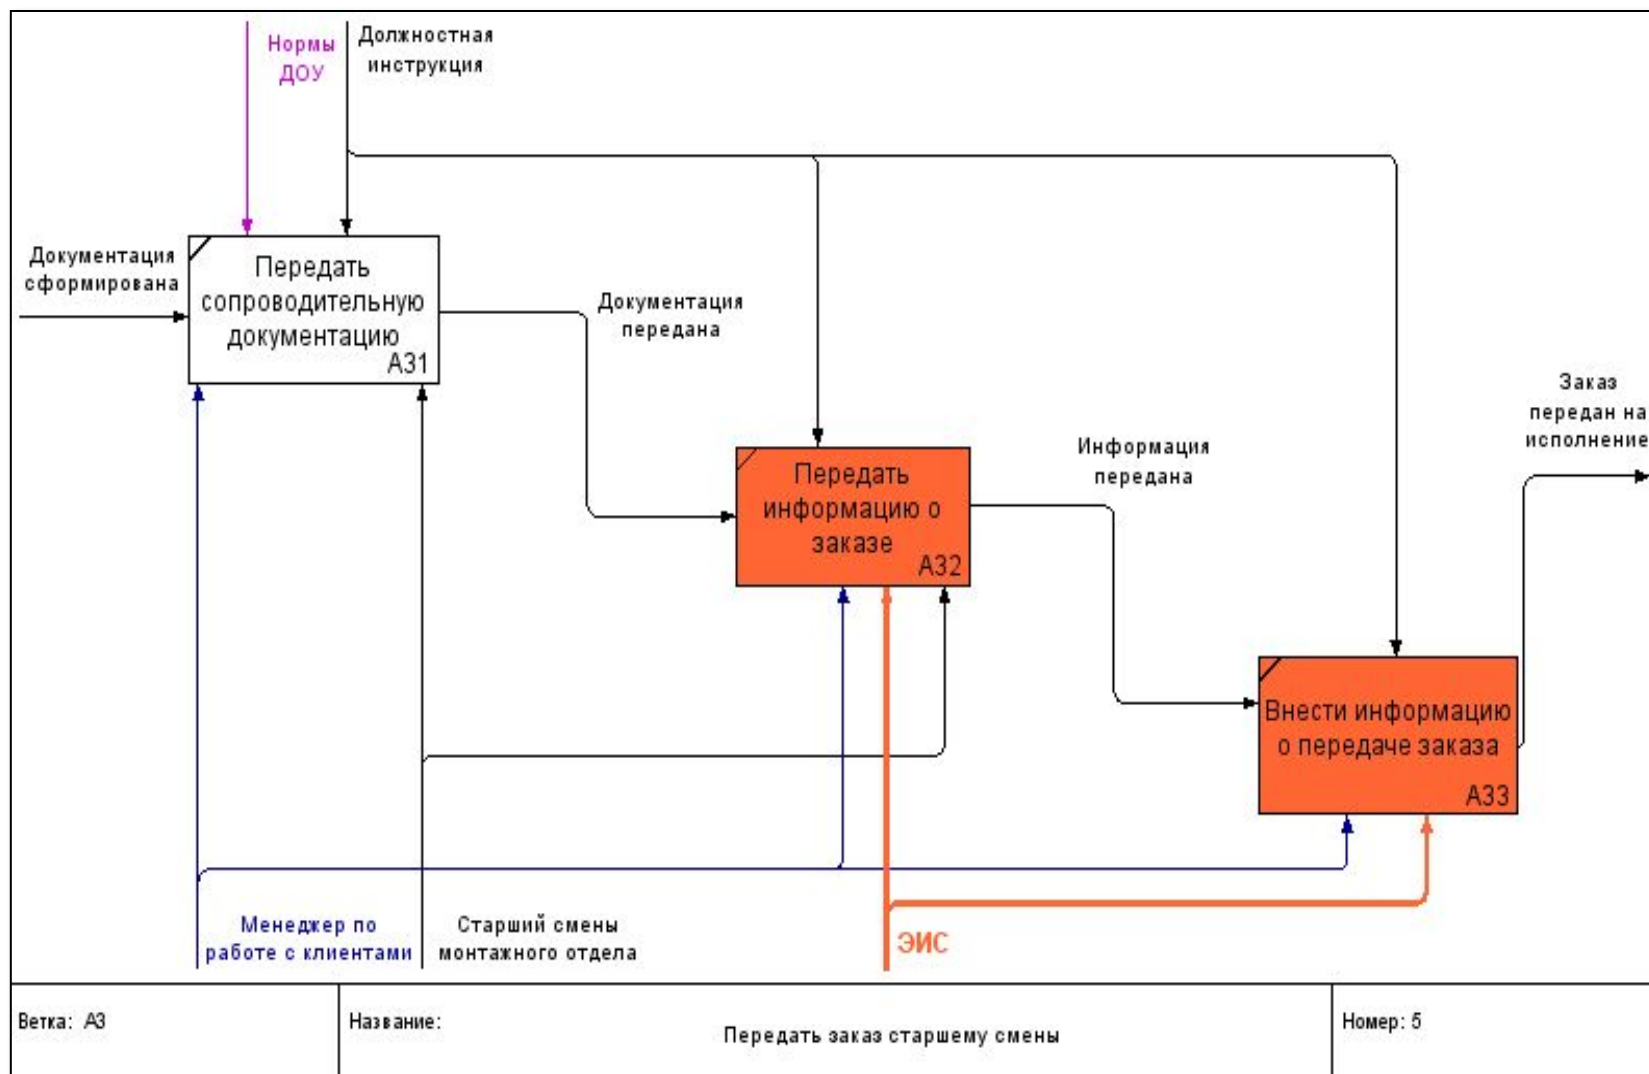 Нормы
ДОУ
Должностная
инструкция
Документация
сформирована
Передать
сопроводительную
документацию
А31
Документация
передана
Передать
информацию о
заказе
А32
Информация
передана
Заказ
передан на
исполнение
Внести информацию
о передаче заказа
А33
Менеджер по
работе с клиентами
Старший смены
монтажного отдела
ЭИС
Ветка: А3
Название:
Передать заказ старшему смены
Номер: 5